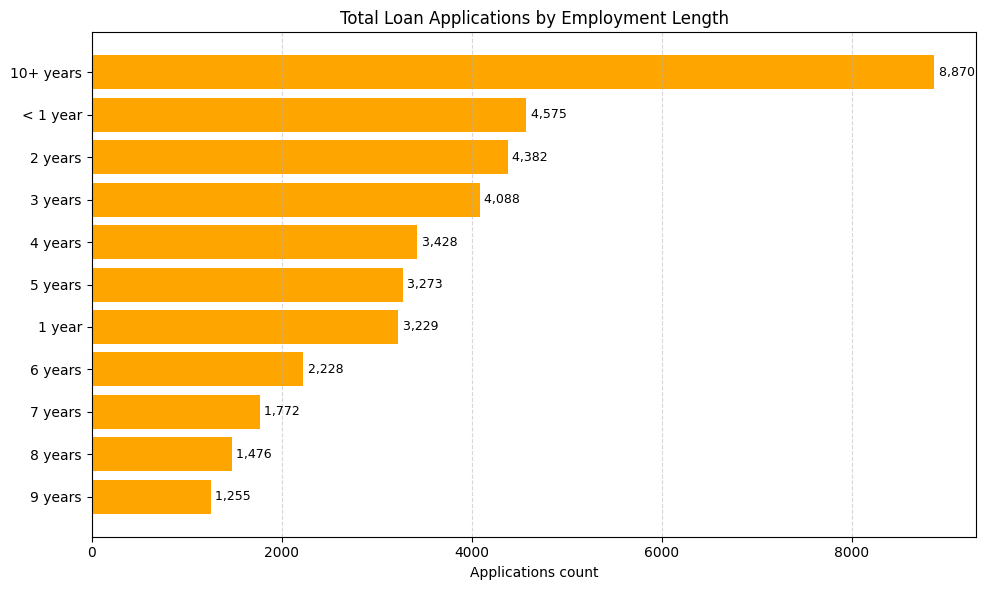 Total Loan Applications by Employment Length
10+ years 8,870
< 1 year 4,575
2 years 4,382
3 years 4,088
4 years 3,428
5 years 3,273
1 year 3,229
6 years 2,228
7 years 1,772
8 years 1,476
9 years 1,255
0 2000 4000 6000 8000
Applications count